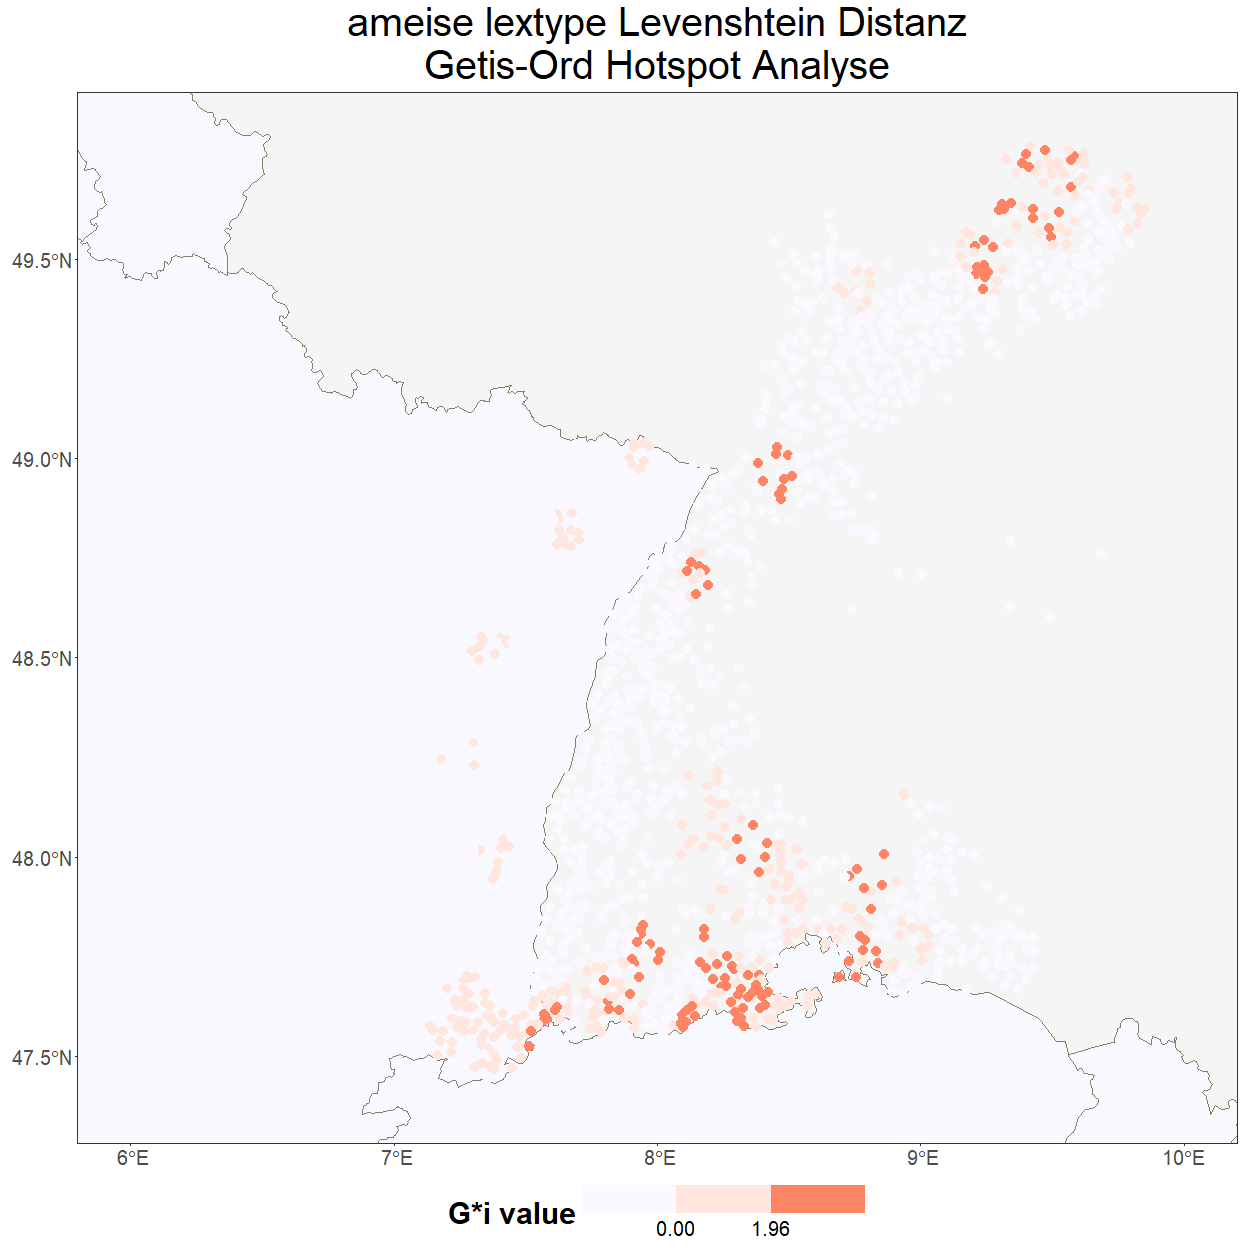 ameise lextype Levenshtein Distanz
Getis-Ord Hotspot Analyse
49.5°N
49.0°N
48.5°N
48.0°N
47.5°N
6°E 7°E 8°E 9°E 10°E
G*i value
0.00 1.96